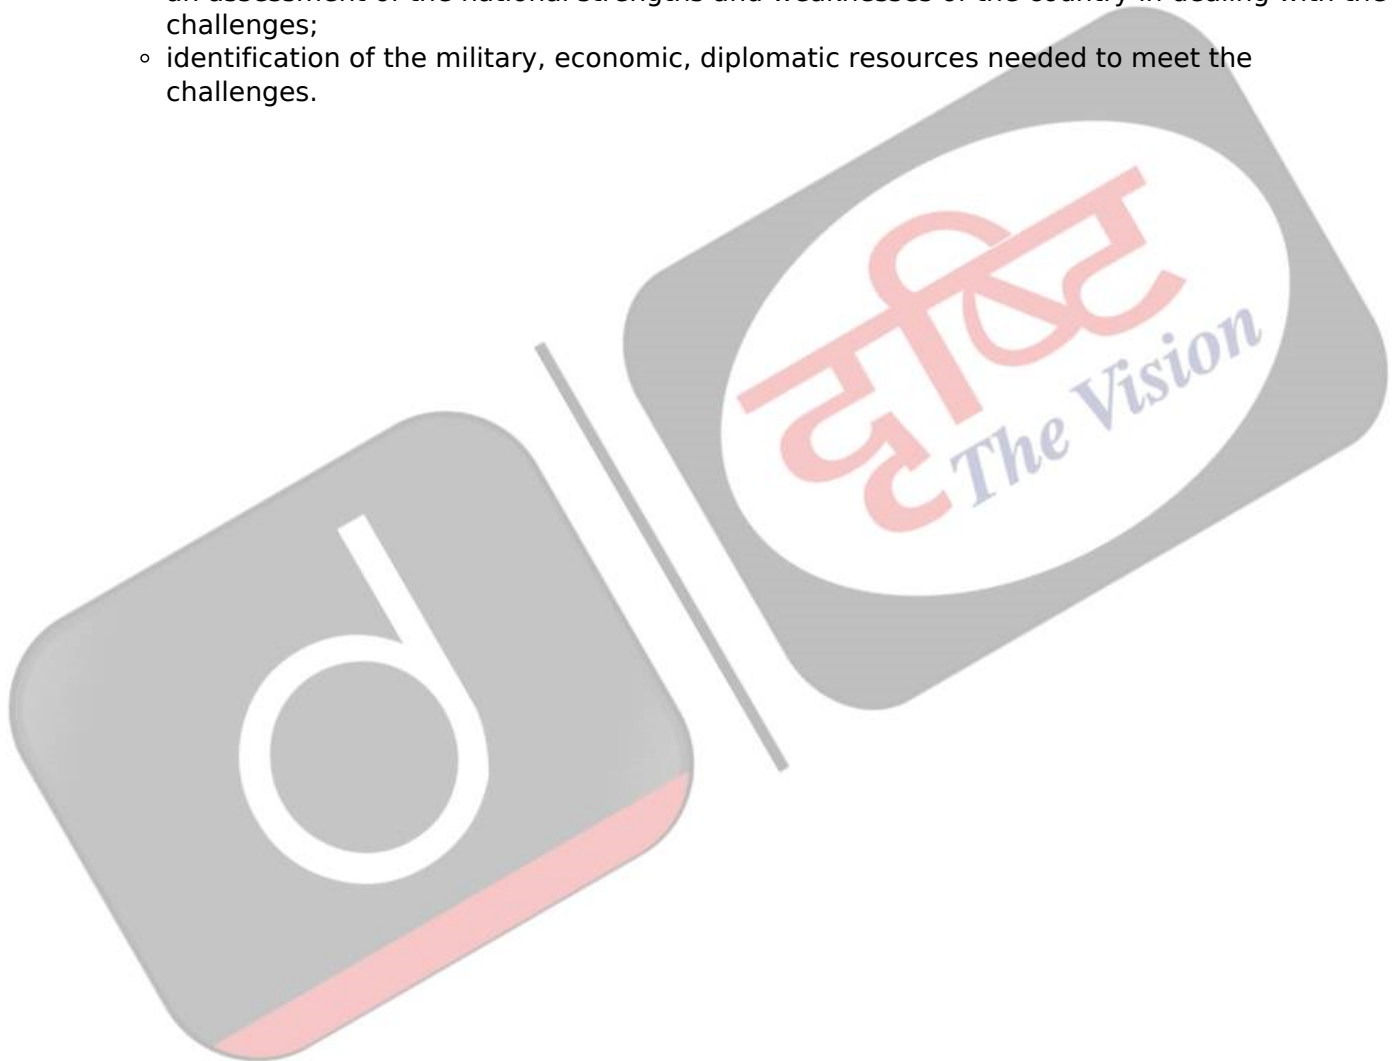 an assessment of the national strengths and weaknesses of the country in dealing with the
challenges;
identification of the military, economic, diplomatic resources needed to meet the
challenges.
दृष्टि
The Vision
d